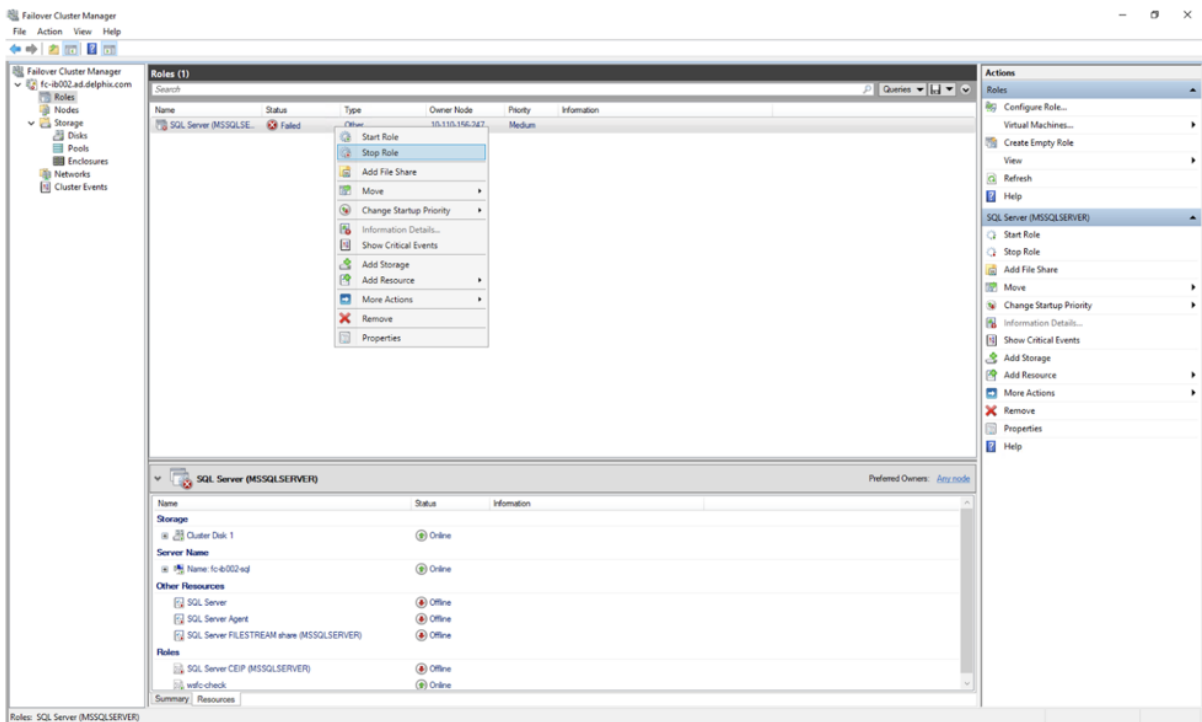 Failover Cluster Manager
File Action View Help
Failover Cluster Manager
fc-ib002.ad.delphix.com
Roles
Nodes
Storage
Disks
Pools
Enclosures
Networks
Cluster Events
Roles (1)
Search
Queries
Name Status Type Owner Node Priority Information
SQL Server (MSSQLSE... Failed Other 10-110-156-247... Medium
Start Role
Stop Role
Add File Share
Move
Change Startup Priority
Information Details...
Show Critical Events
Add Storage
Add Resource
More Actions
Remove
Properties
SQL Server (MSSQLSERVER) Preferred Owners: Any node
Name Status Information
Storage
Cluster Disk 1 Online
Server Name
Name: fc-ib002-sql Online
Other Resources
SQL Server Offline
SQL Server Agent Offline
SQL Server FILESTREAM share (MSSQLSERVER) Offline
Roles
SQL Server CEIP (MSSQLSERVER) Offline
wsfc-check Online
Summary Resources
Actions
Roles
Configure Role...
Virtual Machines...
Create Empty Role
View
Refresh
Help
SQL Server (MSSQLSERVER)
Start Role
Stop Role
Add File Share
Move
Change Startup Priority
Information Details...
Show Critical Events
Add Storage
Add Resource
More Actions
Remove
Properties
Help
Roles: SQL Server (MSSQLSERVER)